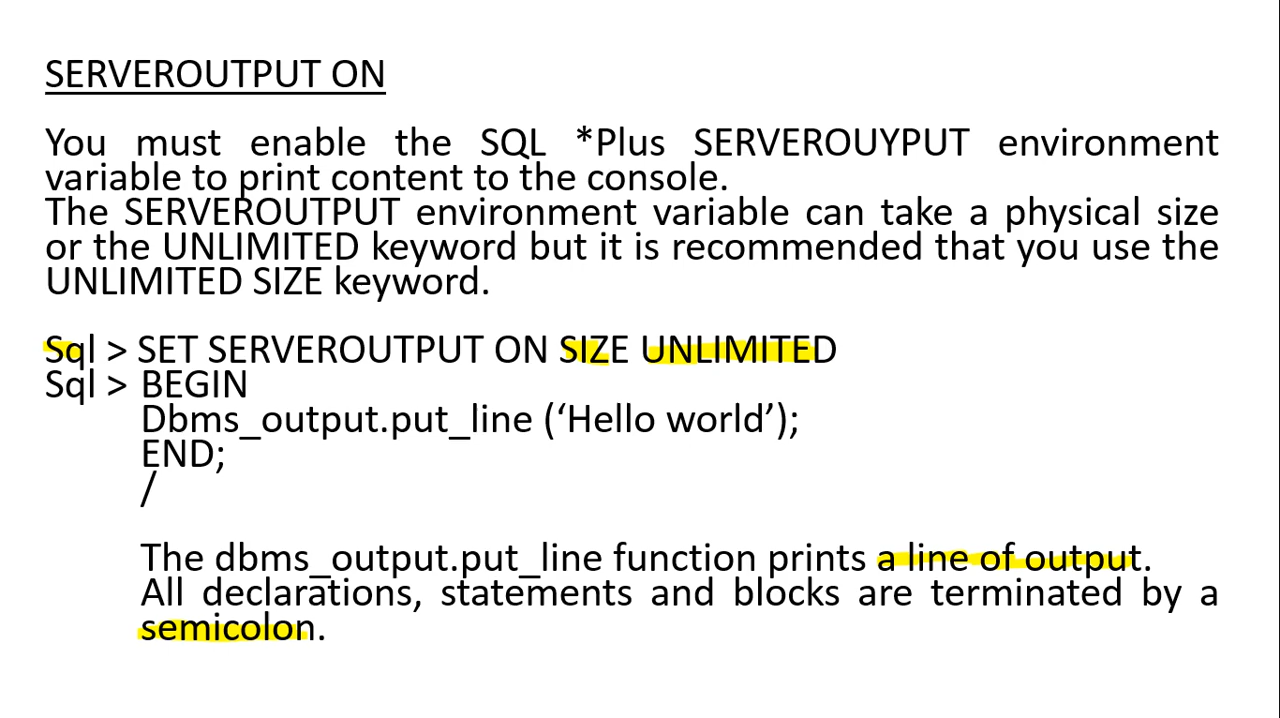 SERVEROUTPUT ON
You must enable the SQL *Plus SERVEROUYPUT environment
variable to print content to the console.
The SERVEROUTPUT environment variable can take a physical size
or the UNLIMITED keyword but it is recommended that you use the
UNLIMITED SIZE keyword.
Sql > SET SERVEROUTPUT ON SIZE UNLIMITED
Sql > BEGIN
Dbms_output.put_line (‘Hello world’);
END;
/
The dbms_output.put_line function prints a line of output.
All declarations, statements and blocks are terminated by a
semicolon.